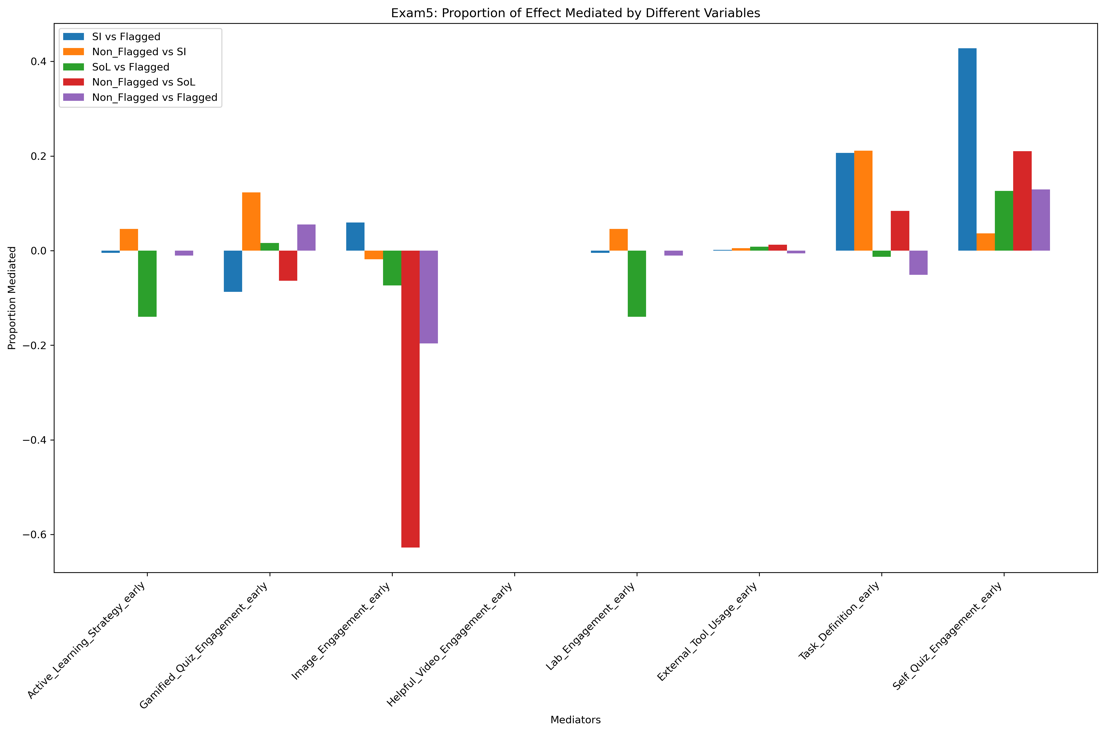 Exam5: Proportion of Effect Mediated by Different Variables
SI vs Flagged
Non_Flagged vs SI
SoL vs Flagged
Non_Flagged vs SoL
Non_Flagged vs Flagged
Proportion Mediated
0.4
0.2
0.0
−0.2
−0.4
−0.6
Active_Learning_Strategy_early
Gamified_Quiz_Engagement_early
Image_Engagement_early
Helpful_Video_Engagement_early
Lab_Engagement_early
External_Tool_Usage_early
Task_Definition_early
Self_Quiz_Engagement_early
Mediators